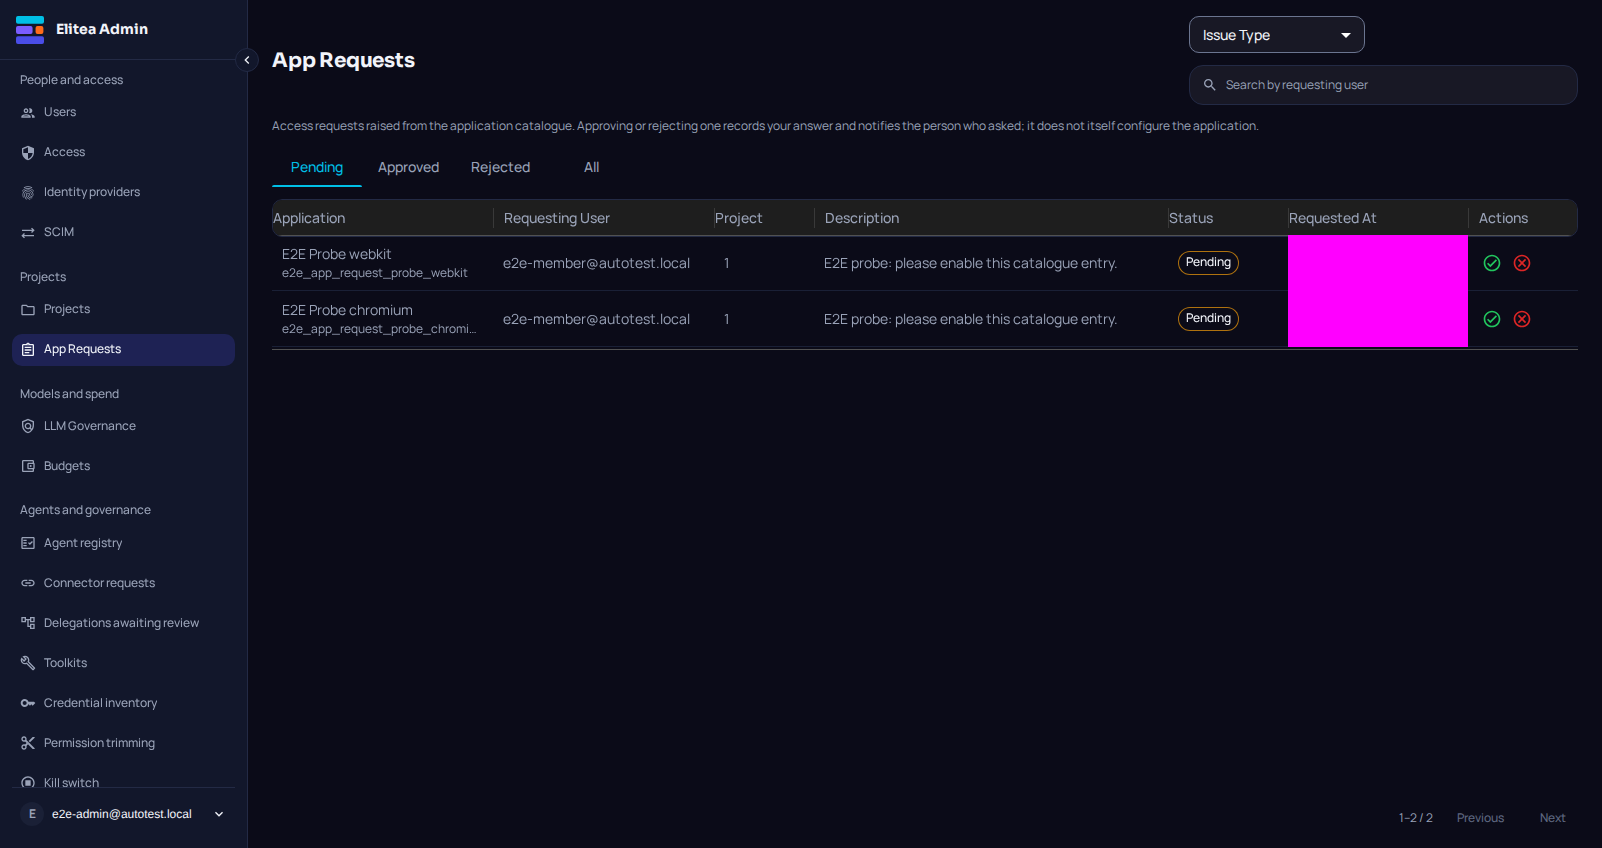 Elitea Admin
People and access
Users
Access
Identity providers
SCIM
Projects
Projects
App Requests
Models and spend
LLM Governance
Budgets
Agents and governance
Agent registry
Connector requests
Delegations awaiting review
Toolkits
Credential inventory
Permission trimming
Kill switch
E e2e-admin@autotest.local
App Requests
Issue Type
Search by requesting user
Access requests raised from the application catalogue. Approving or rejecting one records your answer and notifies the person who asked; it does not itself configure the application.
Pending Approved Rejected All
Application Requesting User Project Description Status Requested At Actions
E2E Probe webkit
e2e_app_request_probe_webkit
e2e-member@autotest.local 1 E2E probe: please enable this catalogue entry. Pending
E2E Probe chromium
e2e_app_request_probe_chromi...
e2e-member@autotest.local 1 E2E probe: please enable this catalogue entry. Pending
1–2 / 2 Previous Next